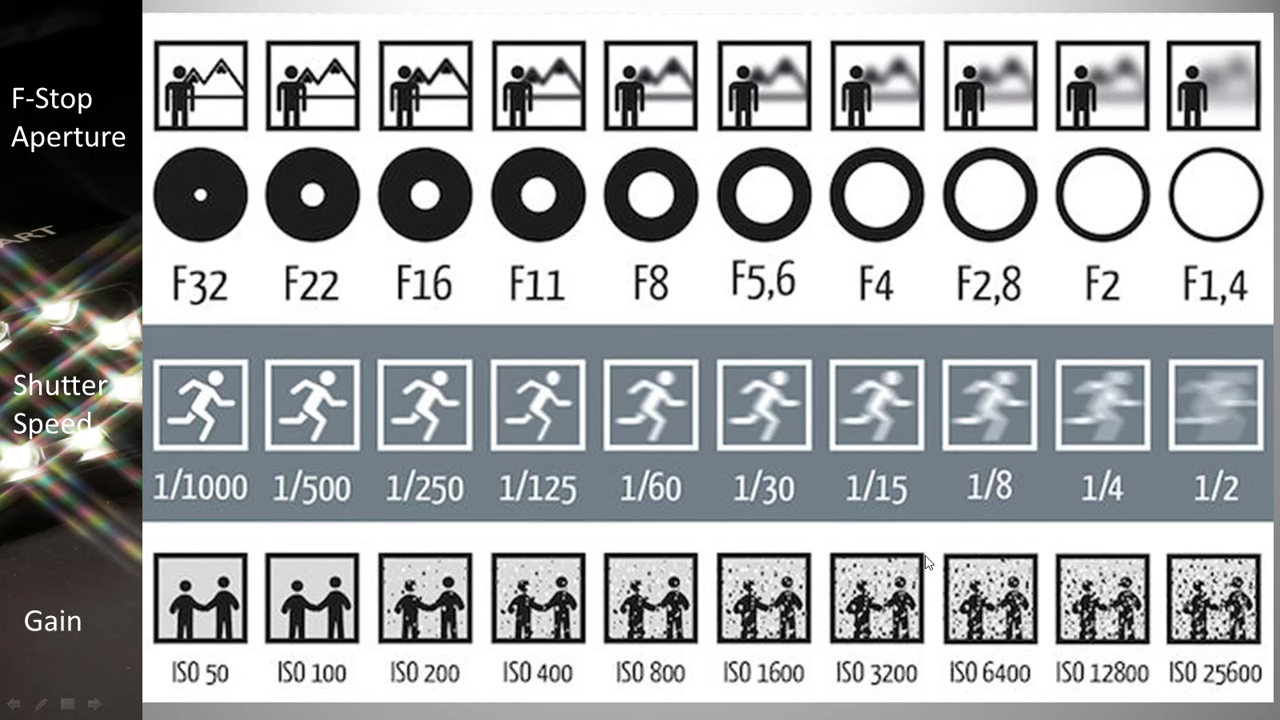 F-Stop
Aperture
F32 F22 F16 F11 F8 F5,6 F4 F2,8 F2 F1,4
ART
Shutter
Speed
1/1000 1/500 1/250 1/125 1/60 1/30 1/15 1/8 1/4 1/2
Gain
ISO 50 ISO 100 ISO 200 ISO 400 ISO 800 ISO 1600 ISO 3200 ISO 6400 ISO 12800 ISO 25600